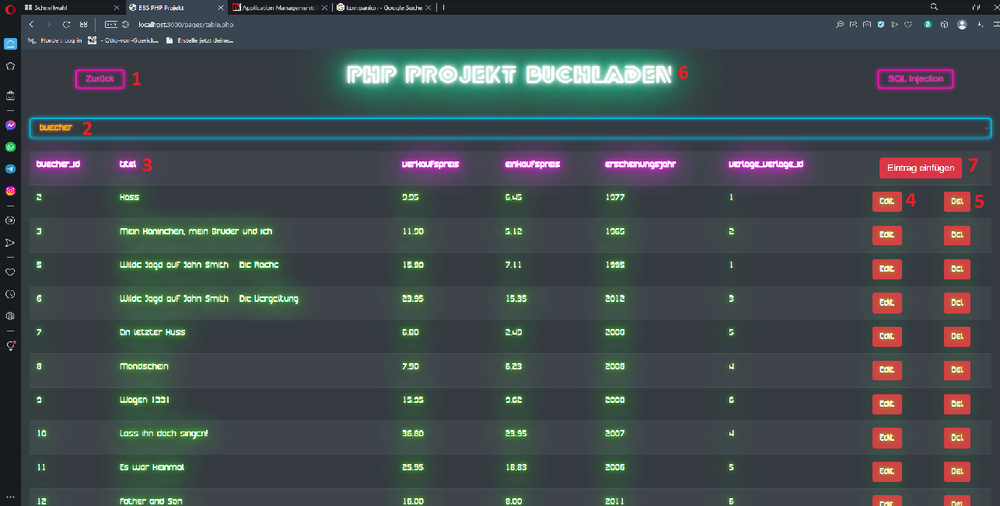 Schnellwahl
BBS PHP Projekt
Application Management:
kompanion - Google Suche
VPN
localhost:3000/pages/table.php
Horde :: Log in
- Otto-von-Guerick...
Erstelle jetzt deine...
Zurück
1
PHP PROJEKT BUCHLADEN
6
SQL Injection
buecher
2
buecher_id titel 3 verkaufspreis einkaufspreis erscheinungsjahr verlage_verlage_id Eintrag einfügen 7
2 Hass 9.95 6.45 1977 1 Edit 4 Del 5
3 Mein Kaninchen, mein Bruder und ich 11.90 5.12 1965 2 Edit Del
5 Wilde Jagd auf John Smith Die Rache 15.90 7.11 1995 1 Edit Del
6 Wilde Jagd auf John Smith Die Vergeltung 23.95 15.35 2012 3 Edit Del
7 Ein letzter Kuss 6.00 2.49 2008 5 Edit Del
8 Mondschein 7.90 6.23 2008 4 Edit Del
9 Wagen 1331 15.95 9.62 2008 6 Edit Del
10 Lass ihn doch singen! 36.80 23.95 2007 4 Edit Del
11 Es war keinmal 25.95 18.83 2006 5 Edit Del
12 Father and Son 16.00 8.00 2011 6 Edit Del